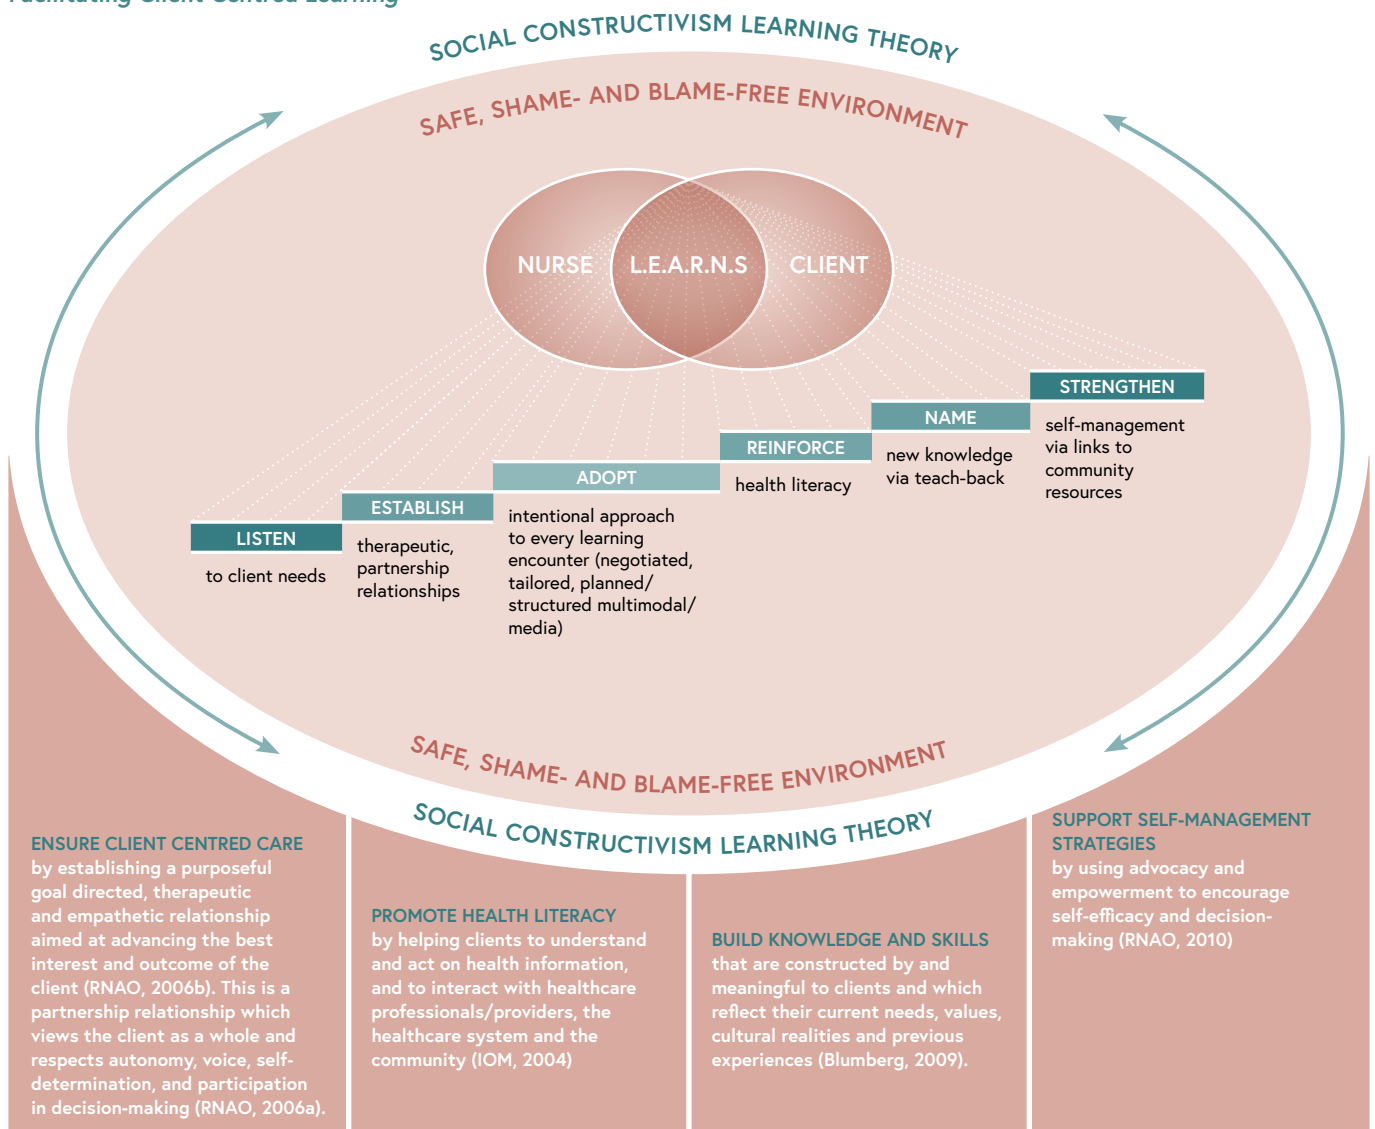 Facilitating Client Centred Learning
SOCIAL CONSTRUCTIVISM LEARNING THEORY
SAFE, SHAME- AND BLAME-FREE ENVIRONMENT
NURSE
L.E.A.R.N.S
CLIENT
LISTEN
to client needs
ESTABLISH
therapeutic,
partnership
relationships
ADOPT
intentional approach
to every learning
encounter (negotiated,
tailored, planned/
structured multimodal/
media)
REINFORCE
health literacy
NAME
new knowledge
via teach-back
STRENGTHEN
self-management
via links to
community
resources
SAFE, SHAME- AND BLAME-FREE ENVIRONMENT
SOCIAL CONSTRUCTIVISM LEARNING THEORY
ENSURE CLIENT CENTRED CARE
by establishing a purposeful
goal directed, therapeutic
and empathetic relationship
aimed at advancing the best
interest and outcome of the
client (RNAO, 2006b). This is a
partnership relationship which
views the client as a whole and
respects autonomy, voice, self-
determination, and participation
in decision-making (RNAO, 2006a).
PROMOTE HEALTH LITERACY
by helping clients to understand
and act on health information,
and to interact with healthcare
professionals/providers, the
healthcare system and the
community (IOM, 2004)
BUILD KNOWLEDGE AND SKILLS
that are constructed by and
meaningful to clients and which
reflect their current needs, values,
cultural realities and previous
experiences (Blumberg, 2009).
SUPPORT SELF-MANAGEMENT
STRATEGIES
by using advocacy and
empowerment to encourage
self-efficacy and decision-
making (RNAO, 2010)